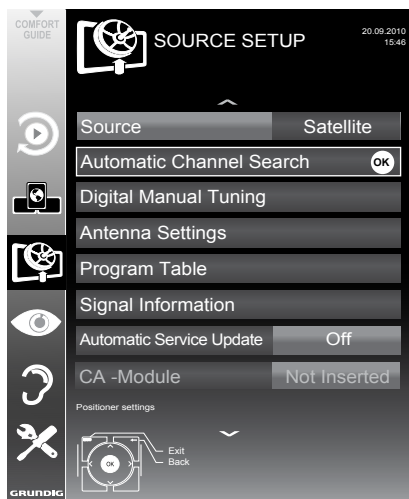 COMFORT
GUIDE
SOURCE SETUP
20.09.2010
15:46
Source Satellite
Automatic Channel Search OK
Digital Manual Tuning
Antenna Settings
Program Table
Signal Information
Automatic Service Update Off
CA -Module Not Inserted
Positioner settings
Exit
OK Back
GRUNDIG